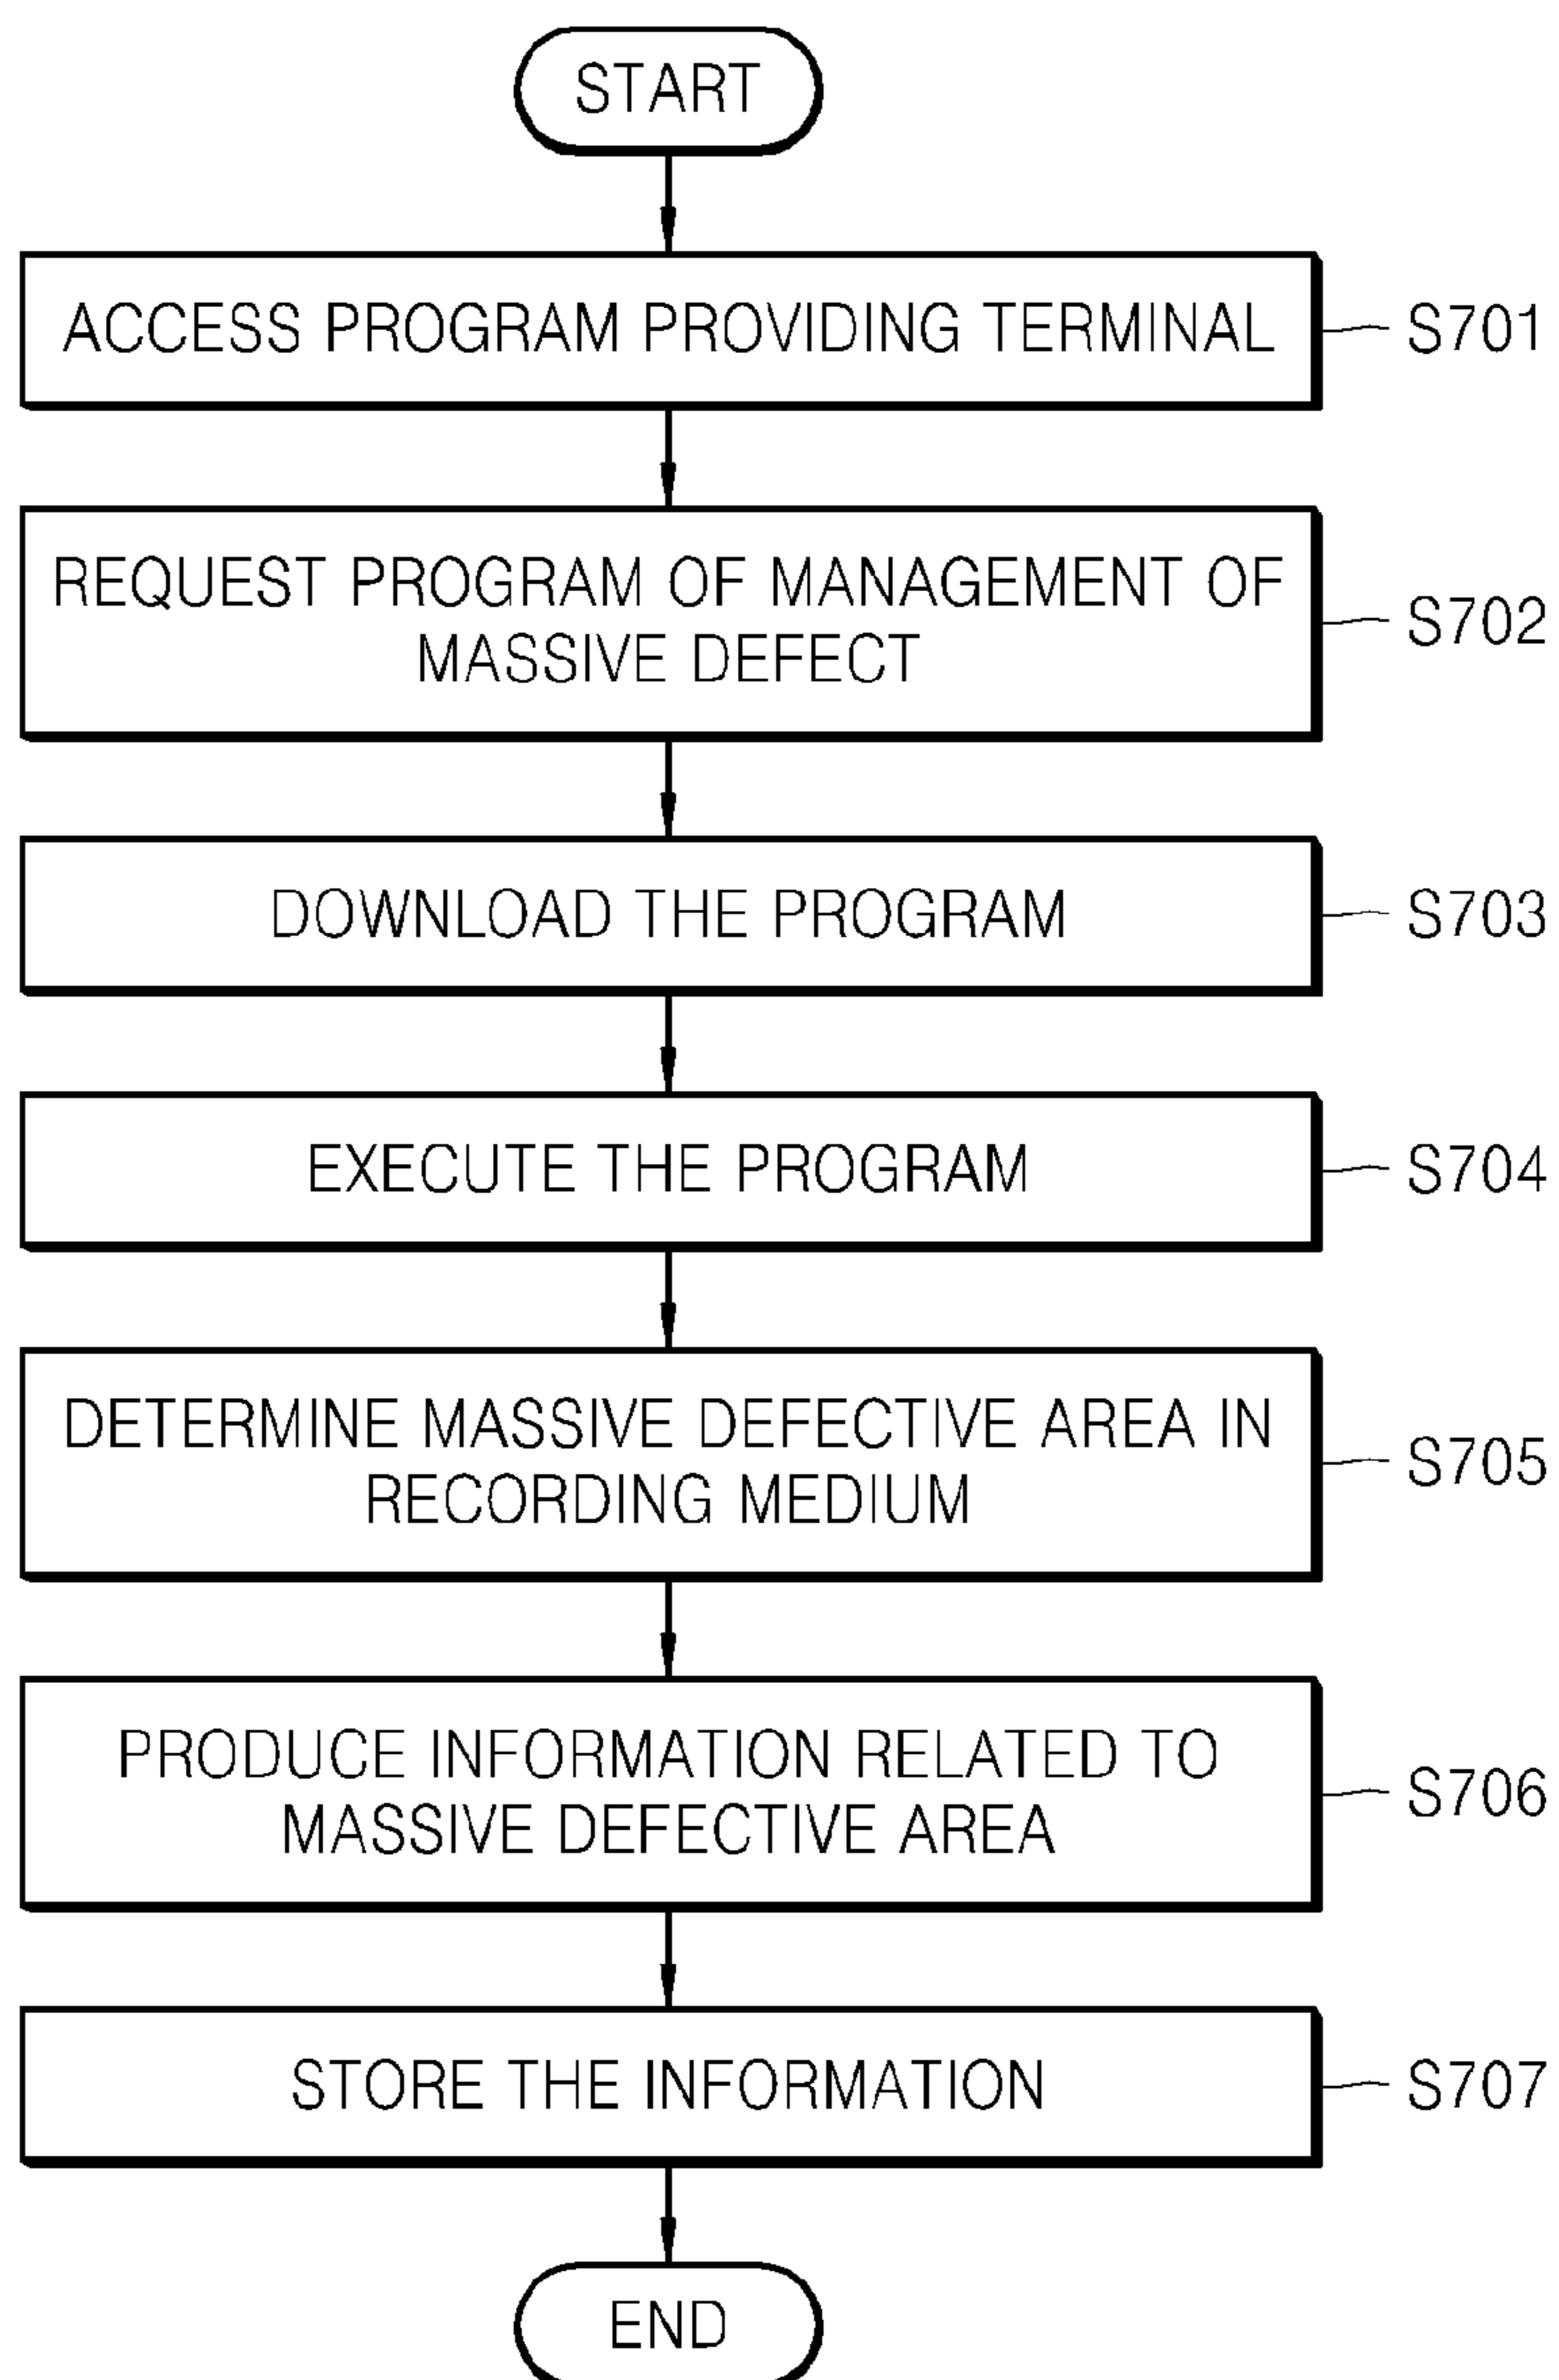 START
ACCESS PROGRAM PROVIDING TERMINAL
S701
REQUEST PROGRAM OF MANAGEMENT OF
MASSIVE DEFECT
S702
DOWNLOAD THE PROGRAM
S703
EXECUTE THE PROGRAM
S704
DETERMINE MASSIVE DEFECTIVE AREA IN
RECORDING MEDIUM
S705
PRODUCE INFORMATION RELATED TO
MASSIVE DEFECTIVE AREA
S706
STORE THE INFORMATION
S707
END